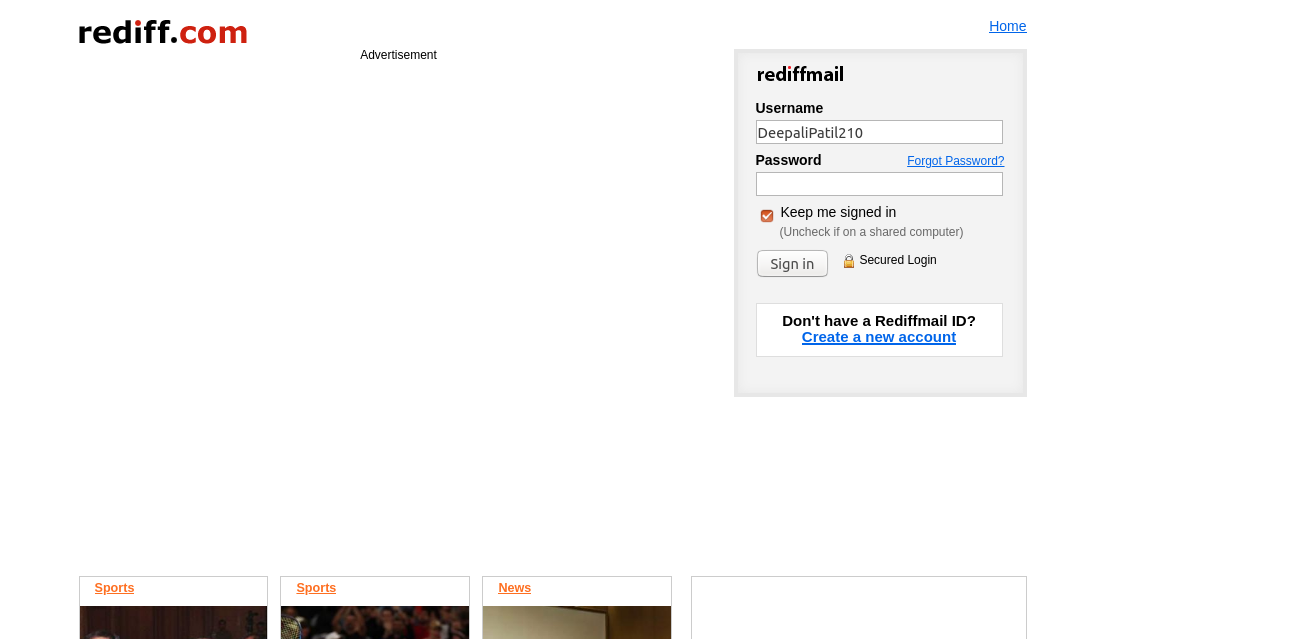 rediff.com
Home
Advertisement
rediffmail
Username
DeepaliPatil210
Password
Forgot Password?
Keep me signed in
(Uncheck if on a shared computer)
Sign in
Secured Login
Don't have a Rediffmail ID?
Create a new account
Sports
Sports
News